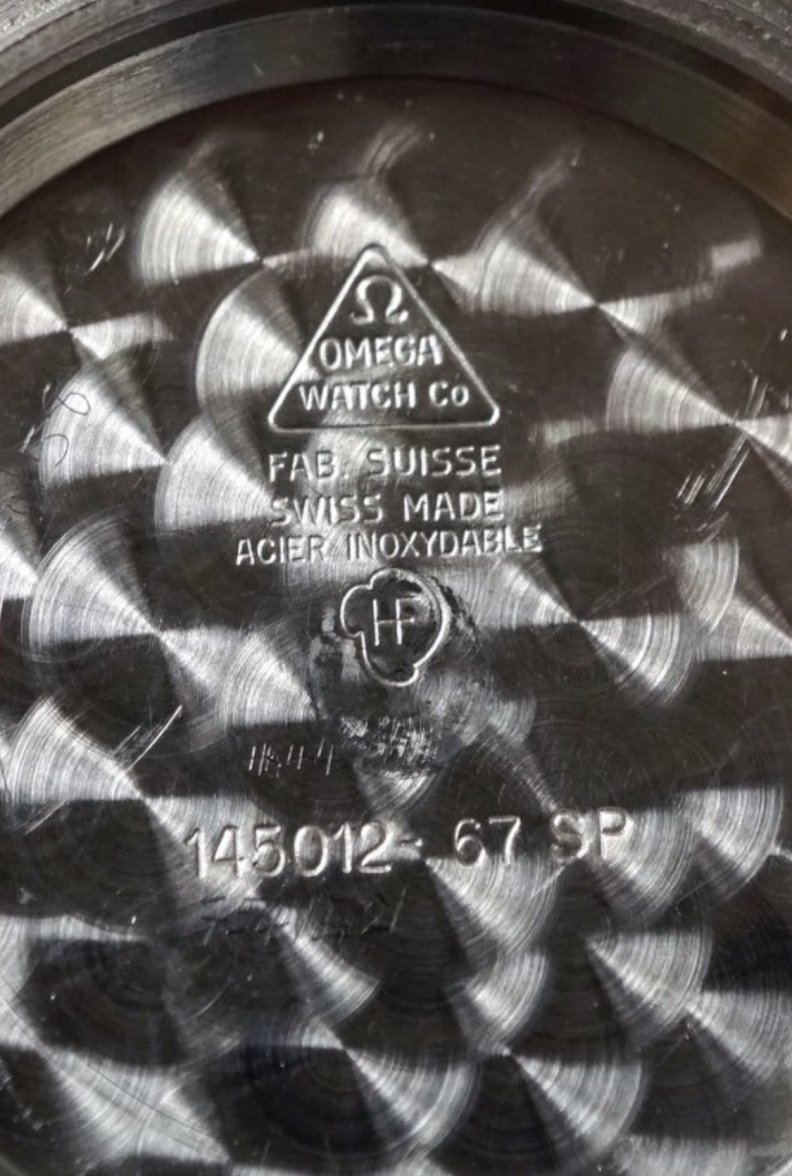 Ω
OMEGA
WATCH Co
FAB. SUISSE
SWISS MADE
ACIER INOXYDABLE
HF
145012-67 SP